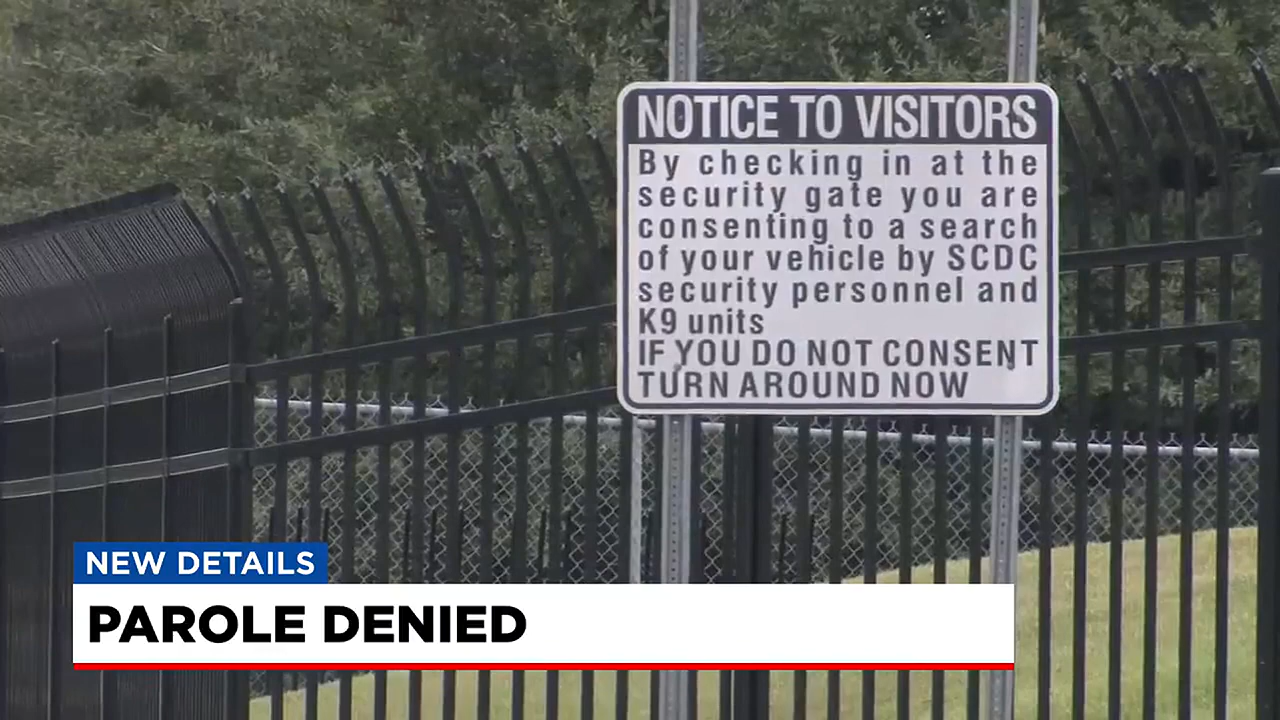 NOTICE TO VISITORS
By checking in at the
security gate you are
consenting to a search
of your vehicle by SCDC
security personnel and
K9 units
IF YOU DO NOT CONSENT
TURN AROUND NOW
NEW DETAILS
PAROLE DENIED